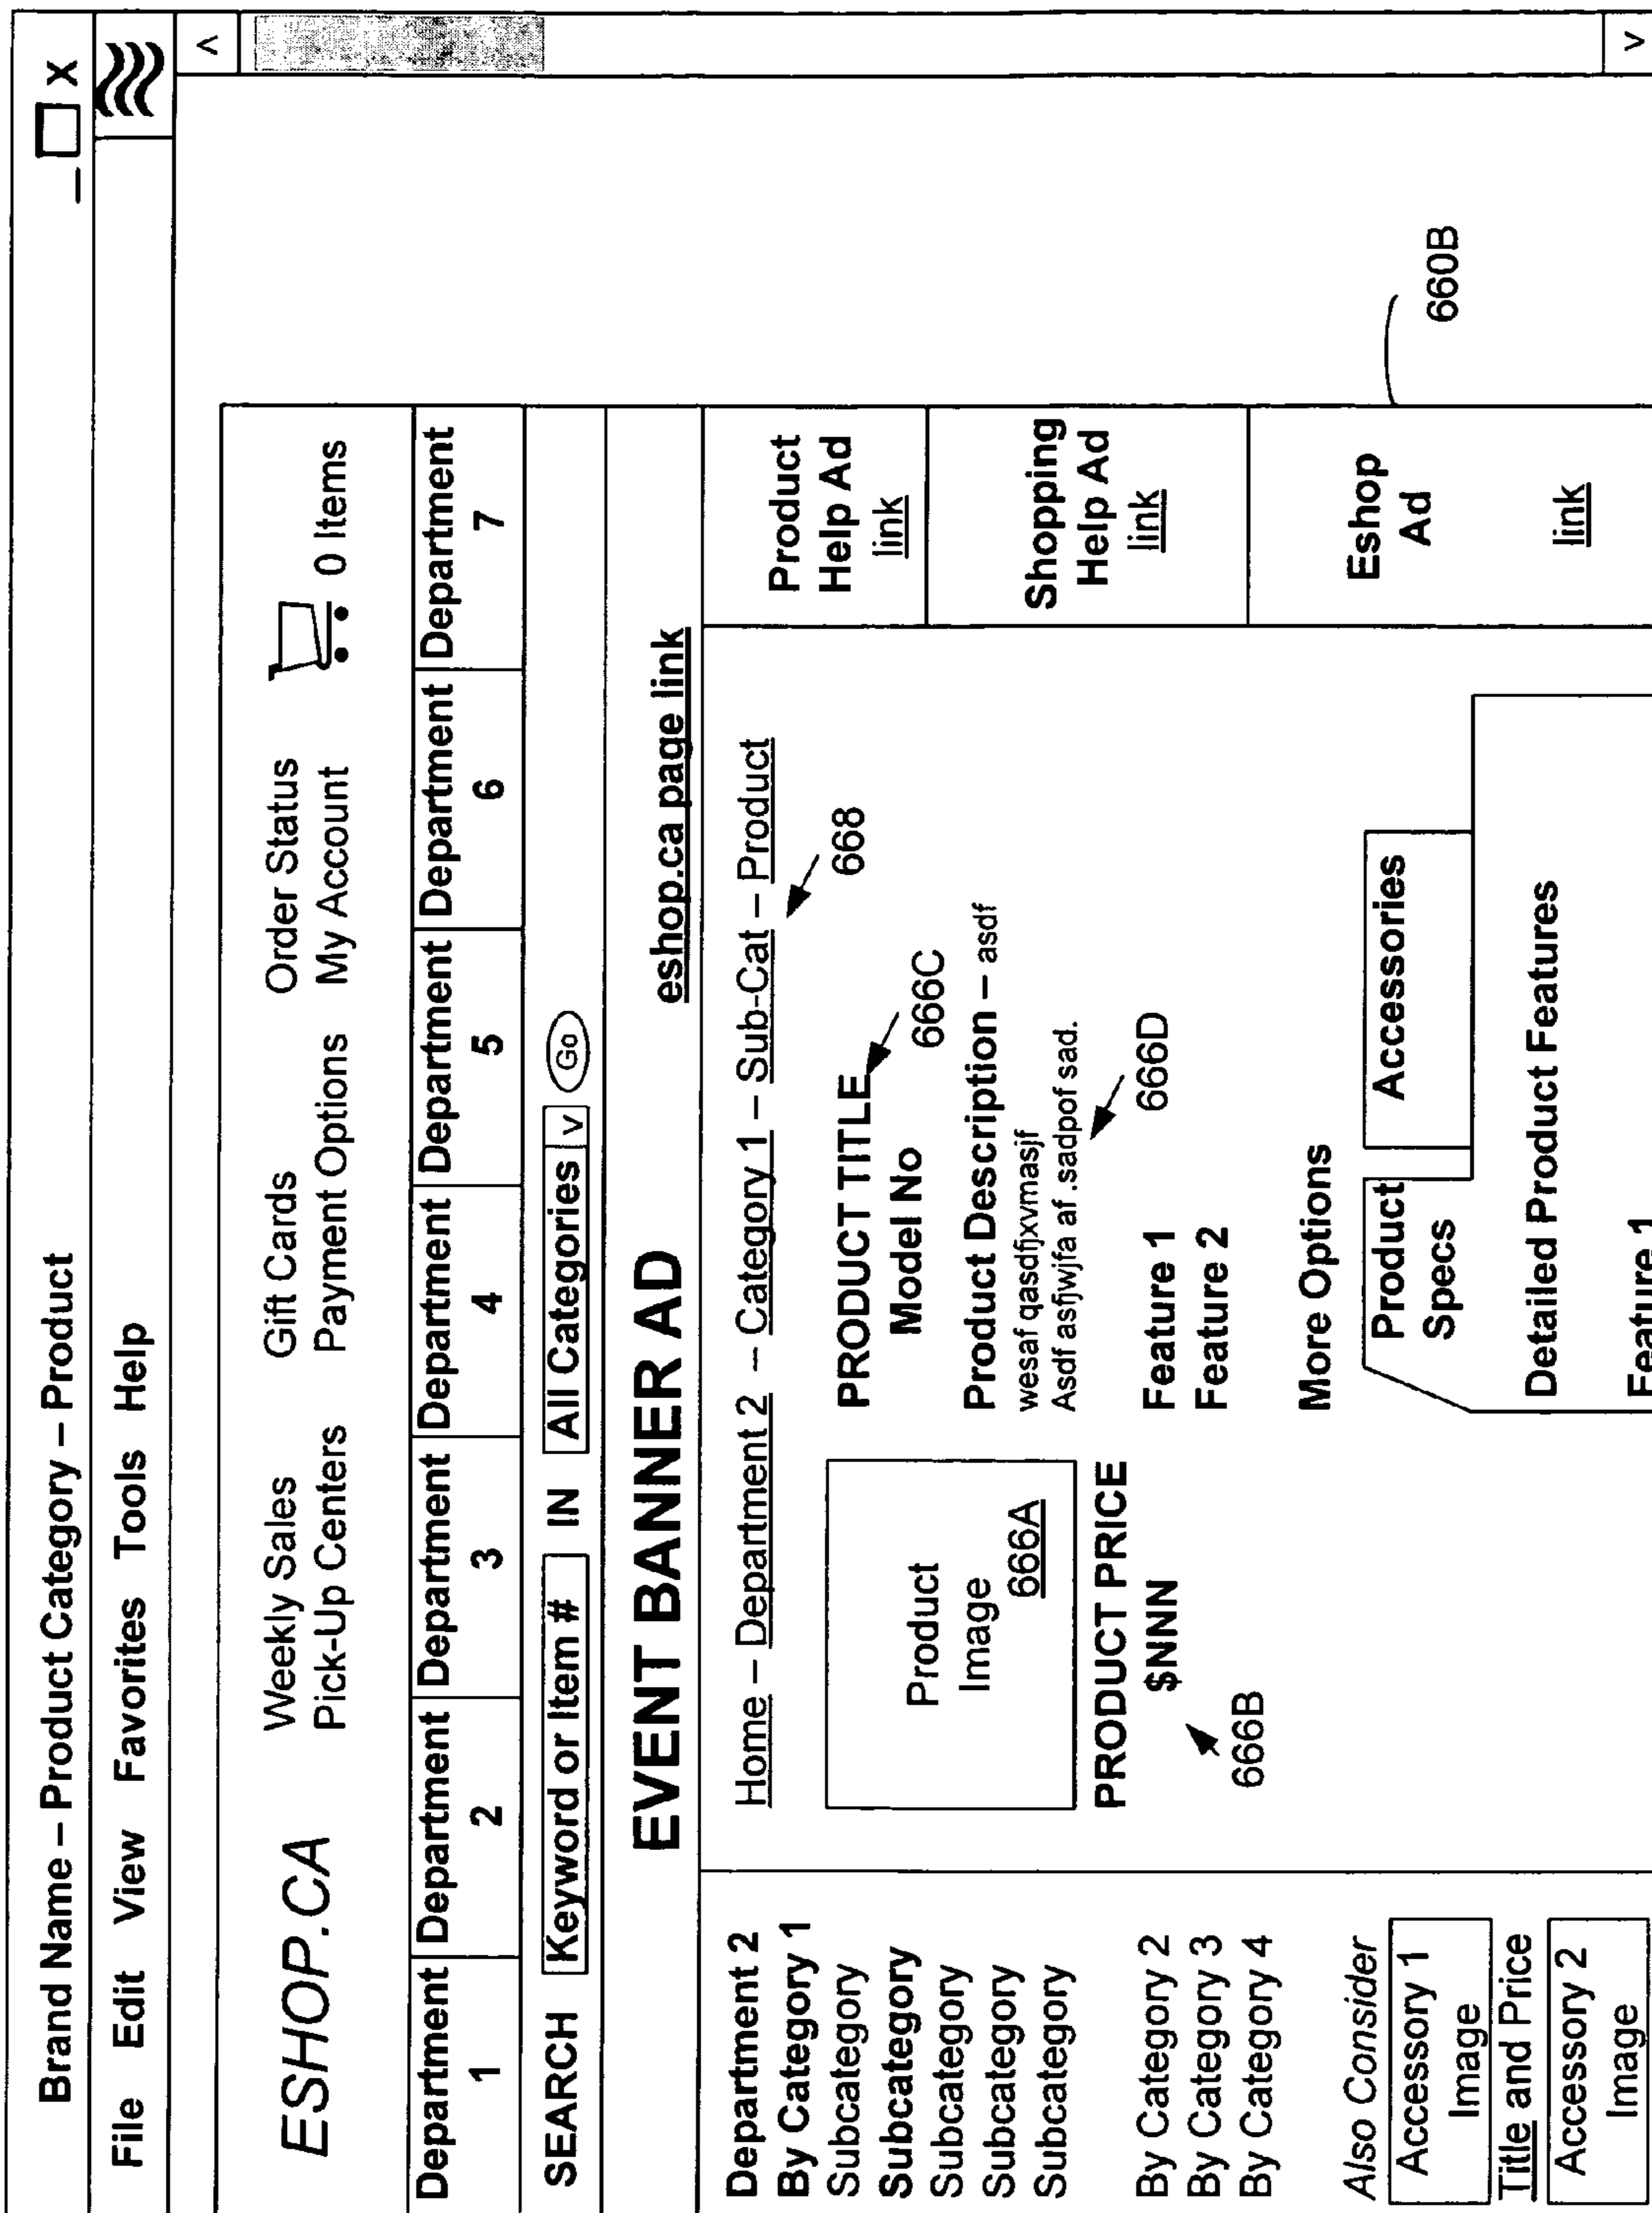 Brand Name – Product Category – Product
_ X
File Edit View Favorites Tools Help
ESHOP.CA
Weekly Sales Gift Cards Order Status
Pick-Up Centers Payment Options My Account
0 Items
Department 1
Department 2
Department 3
Department 4
Department 5
Department 6
Department 7
SEARCH Keyword or Item # IN All Categories v Go
EVENT BANNER AD
eshop.ca page link
Department 2
By Category 1
Subcategory
Subcategory
Subcategory
Subcategory
Subcategory
By Category 2
By Category 3
By Category 4
Also Consider
Accessory 1
Image
Title and Price
Accessory 2
Image
Home – Department 2 – Category 1 – Sub-Cat – Product
668
Product
Image
666A
PRODUCT PRICE
$NNN
666B
PRODUCT TITLE
666C
Model No
Product Description – asdf
wesaf qasdfjxvmasjf
Asdf asfjwjfa af .sadpof sad.
666D
Feature 1
Feature 2
More Options
Product
Specs
Accessories
Detailed Product Features
Feature 1
Product
Help Ad
link
Shopping
Help Ad
link
Eshop
Ad
link
660B